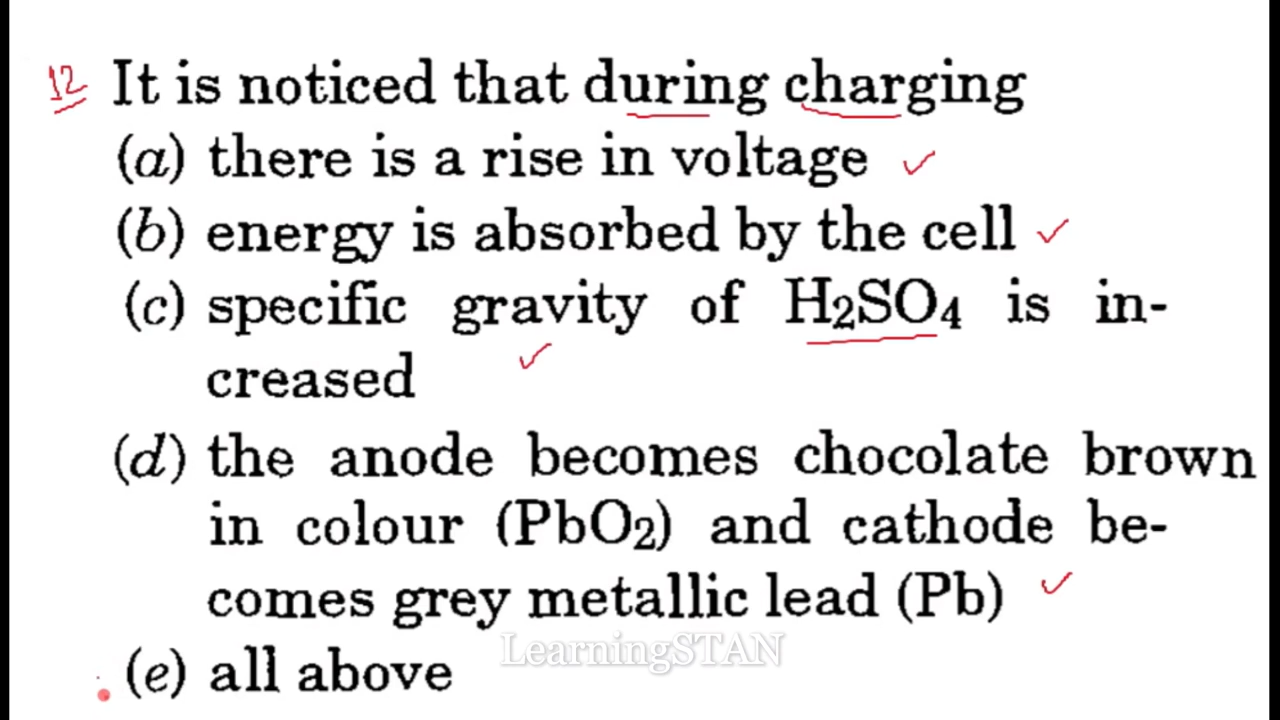 12 It is noticed that during charging
(a) there is a rise in voltage ✓
(b) energy is absorbed by the cell ✓
(c) specific gravity of H₂SO₄ is in-
creased ✓
(d) the anode becomes chocolate brown
in colour (PbO₂) and cathode be-
comes grey metallic lead (Pb) ✓
LearningSTAN
(e) all above